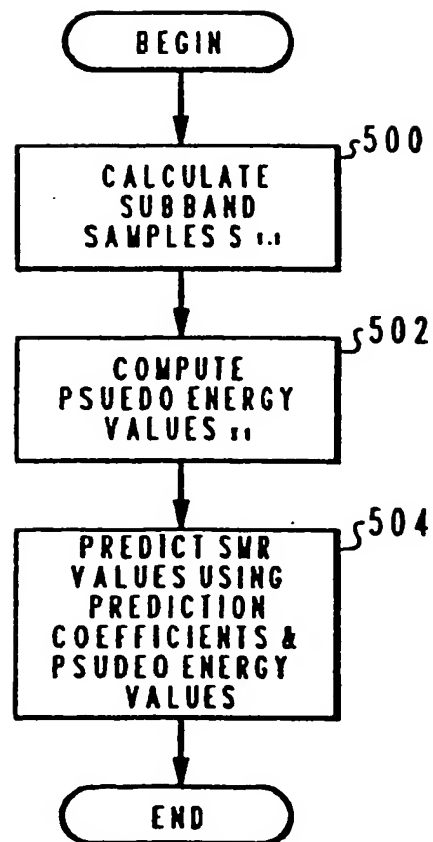 BEGIN
500
CALCULATE
SUBBAND
SAMPLES S
502
COMPUTE
PSUEDO ENERGY
VALUES
504
PREDICT SMR
VALUES USING
PREDICTION
COEFFICIENTS &
PSUDEO ENERGY
VALUES
END